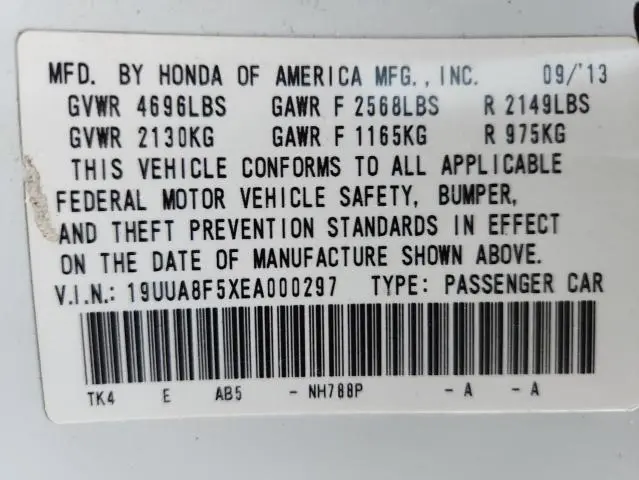 MFD. BY HONDA OF AMERICA MFG., INC. 09/'13
GVWR 4696LBS GAWR F 2568LBS R 2149LBS
GVWR 2130KG GAWR F 1165KG R 975KG
THIS VEHICLE CONFORMS TO ALL APPLICABLE
FEDERAL MOTOR VEHICLE SAFETY, BUMPER,
AND THEFT PREVENTION STANDARDS IN EFFECT
ON THE DATE OF MANUFACTURE SHOWN ABOVE.
V.I.N.: 19UUA8F5XEA000297 TYPE: PASSENGER CAR
TK4 E AB5 - NH788P - A - A